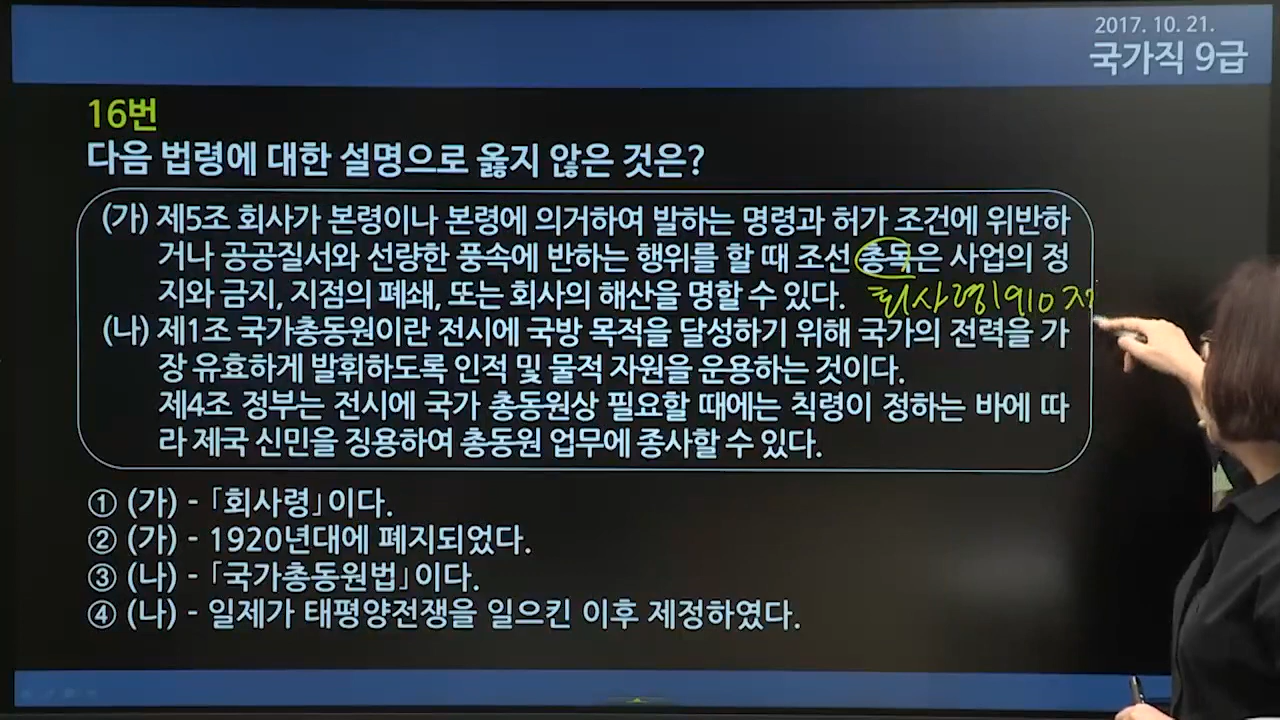 2017. 10. 21.
국가직 9급
16번
다음 법령에 대한 설명으로 옳지 않은 것은?
(가) 제5조 회사가 본령이나 본령에 의거하여 발하는 명령과 허가 조건에 위반하
거나 공공질서와 선량한 풍속에 반하는 행위를 할 때 조선 총독은 사업의 정
지와 금지, 지점의 폐쇄, 또는 회사의 해산을 명할 수 있다. 회사령1910 제
(나) 제1조 국가총동원이란 전시에 국방 목적을 달성하기 위해 국가의 전력을 가
장 유효하게 발휘하도록 인적 및 물적 자원을 운용하는 것이다.
제4조 정부는 전시에 국가 총동원상 필요할 때에는 칙령이 정하는 바에 따
라 제국 신민을 징용하여 총동원 업무에 종사할 수 있다.
① (가) - ｢회사령｣이다.
② (가) - 1920년대에 폐지되었다.
③ (나) - ｢국가총동원법｣이다.
④ (나) - 일제가 태평양전쟁을 일으킨 이후 제정하였다.